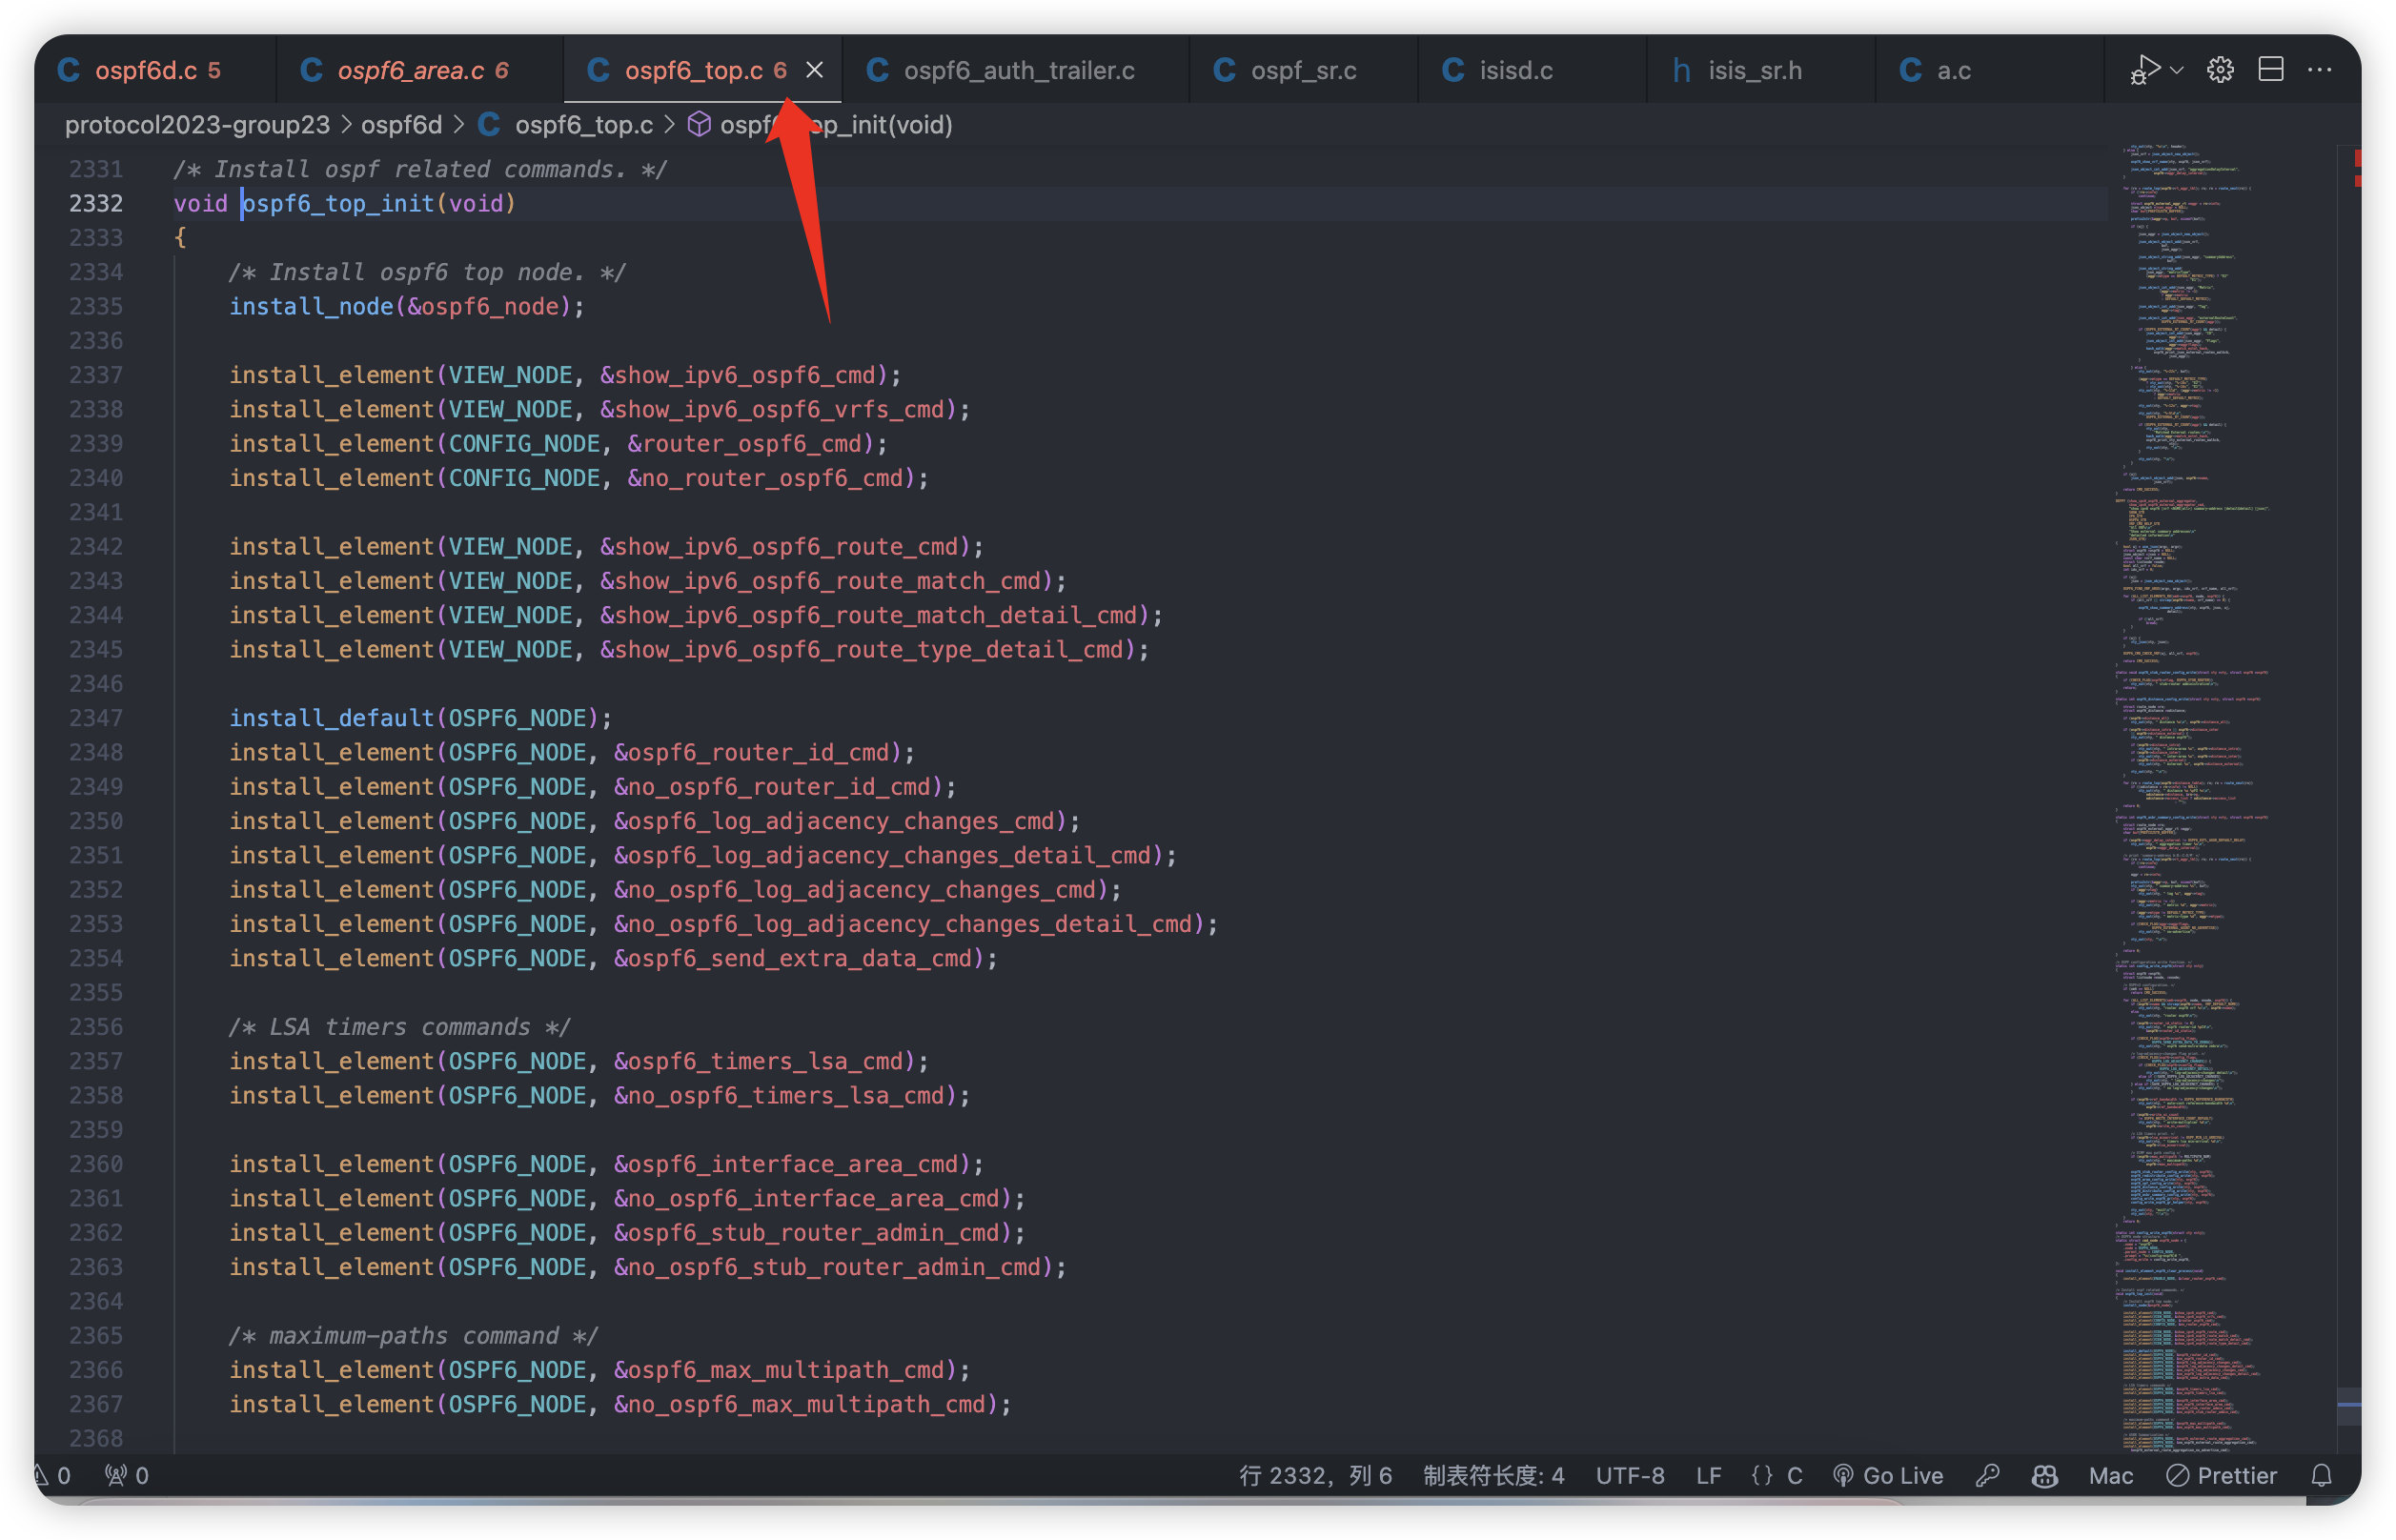 ospf6d.c 5 ospf6_area.c 6 ospf6_top.c 6 ospf6_auth_trailer.c ospf_sr.c isisd.c isis_sr.h a.c
protocol2023-group23 > ospf6d > ospf6_top.c > op_init(void)
2331 /* Install ospf related commands. */
2332 void ospf6_top_init(void)
2333 {
2334 /* Install ospf6 top node. */
2335 install_node(&ospf6_node);
2336
2337 install_element(VIEW_NODE, &show_ipv6_ospf6_cmd);
2338 install_element(VIEW_NODE, &show_ipv6_ospf6_vrfs_cmd);
2339 install_element(CONFIG_NODE, &router_ospf6_cmd);
2340 install_element(CONFIG_NODE, &no_router_ospf6_cmd);
2341
2342 install_element(VIEW_NODE, &show_ipv6_ospf6_route_cmd);
2343 install_element(VIEW_NODE, &show_ipv6_ospf6_route_match_cmd);
2344 install_element(VIEW_NODE, &show_ipv6_ospf6_route_match_detail_cmd);
2345 install_element(VIEW_NODE, &show_ipv6_ospf6_route_type_detail_cmd);
2346
2347 install_default(OSPF6_NODE);
2348 install_element(OSPF6_NODE, &ospf6_router_id_cmd);
2349 install_element(OSPF6_NODE, &no_ospf6_router_id_cmd);
2350 install_element(OSPF6_NODE, &ospf6_log_adjacency_changes_cmd);
2351 install_element(OSPF6_NODE, &ospf6_log_adjacency_changes_detail_cmd);
2352 install_element(OSPF6_NODE, &no_ospf6_log_adjacency_changes_cmd);
2353 install_element(OSPF6_NODE, &no_ospf6_log_adjacency_changes_detail_cmd);
2354 install_element(OSPF6_NODE, &ospf6_send_extra_data_cmd);
2355
2356 /* LSA timers commands */
2357 install_element(OSPF6_NODE, &ospf6_timers_lsa_cmd);
2358 install_element(OSPF6_NODE, &no_ospf6_timers_lsa_cmd);
2359
2360 install_element(OSPF6_NODE, &ospf6_interface_area_cmd);
2361 install_element(OSPF6_NODE, &no_ospf6_interface_area_cmd);
2362 install_element(OSPF6_NODE, &ospf6_stub_router_admin_cmd);
2363 install_element(OSPF6_NODE, &no_ospf6_stub_router_admin_cmd);
2364
2365 /* maximum-paths command */
2366 install_element(OSPF6_NODE, &ospf6_max_multipath_cmd);
2367 install_element(OSPF6_NODE, &no_ospf6_max_multipath_cmd);
2368
0 0 行 2332，列 6 制表符长度: 4 UTF-8 LF {} C Go Live Mac Prettier